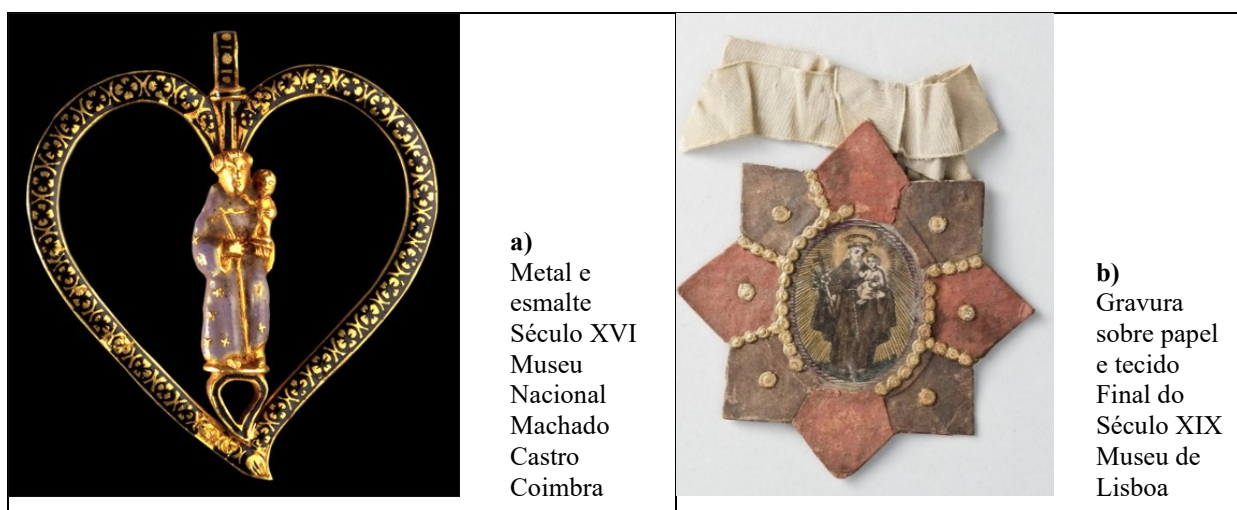 a)
Metal e
esmalte
Século XVI
Museu
Nacional
Machado
Castro
Coimbra
b)
Gravura
sobre papel
e tecido
Final do
Século XIX
Museu de
Lisboa